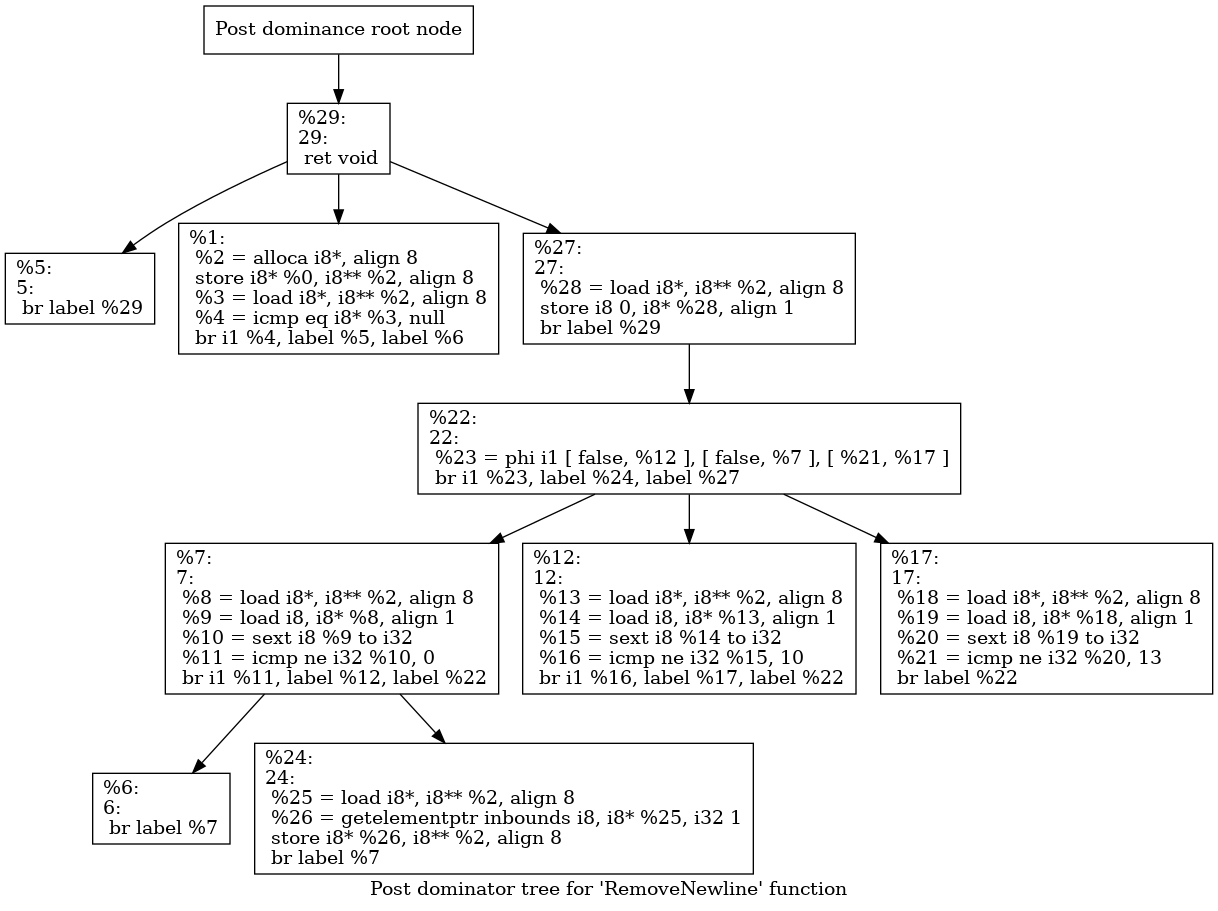 Post dominance root node
%29:
29:
ret void
%5:
5:
br label %29
%1:
%2 = alloca i8*, align 8
store i8* %0, i8** %2, align 8
%3 = load i8*, i8** %2, align 8
%4 = icmp eq i8* %3, null
br i1 %4, label %5, label %6
%27:
27:
%28 = load i8*, i8** %2, align 8
store i8 0, i8* %28, align 1
br label %29
%22:
22:
%23 = phi i1 [ false, %12 ], [ false, %7 ], [ %21, %17 ]
br i1 %23, label %24, label %27
%7:
7:
%8 = load i8*, i8** %2, align 8
%9 = load i8, i8* %8, align 1
%10 = sext i8 %9 to i32
%11 = icmp ne i32 %10, 0
br i1 %11, label %12, label %22
%12:
12:
%13 = load i8*, i8** %2, align 8
%14 = load i8, i8* %13, align 1
%15 = sext i8 %14 to i32
%16 = icmp ne i32 %15, 10
br i1 %16, label %17, label %22
%17:
17:
%18 = load i8*, i8** %2, align 8
%19 = load i8, i8* %18, align 1
%20 = sext i8 %19 to i32
%21 = icmp ne i32 %20, 13
br label %22
%6:
6:
br label %7
%24:
24:
%25 = load i8*, i8** %2, align 8
%26 = getelementptr inbounds i8, i8* %25, i32 1
store i8* %26, i8** %2, align 8
br label %7
Post dominator tree for 'RemoveNewline' function